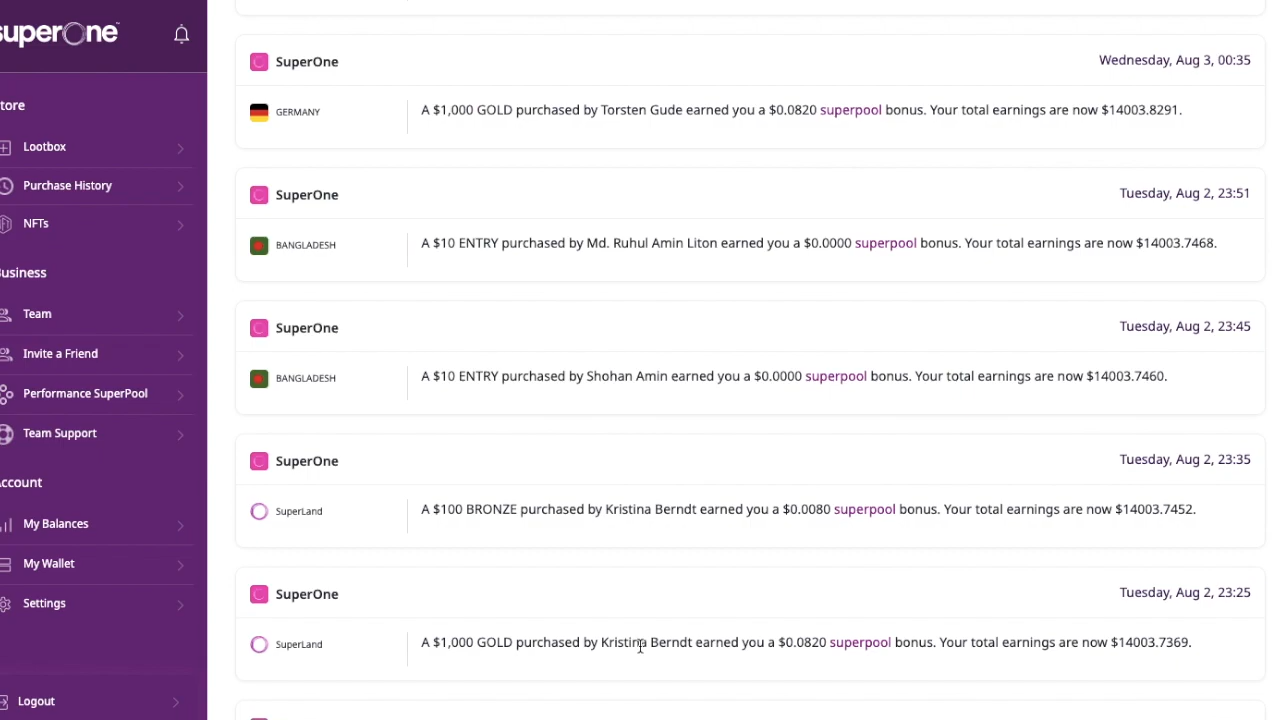 superone™
tore
Lootbox
Purchase History
NFTs
Business
Team
Invite a Friend
Performance SuperPool
Team Support
Account
My Balances
My Wallet
Settings
Logout
SuperOne
Wednesday, Aug 3, 00:35
GERMANY
A $1,000 GOLD purchased by Torsten Gude earned you a $0.0820 superpool bonus. Your total earnings are now $14003.8291.
SuperOne
Tuesday, Aug 2, 23:51
BANGLADESH
A $10 ENTRY purchased by Md. Ruhul Amin Liton earned you a $0.0000 superpool bonus. Your total earnings are now $14003.7468.
SuperOne
Tuesday, Aug 2, 23:45
BANGLADESH
A $10 ENTRY purchased by Shohan Amin earned you a $0.0000 superpool bonus. Your total earnings are now $14003.7460.
SuperOne
Tuesday, Aug 2, 23:35
SuperLand
A $100 BRONZE purchased by Kristina Berndt earned you a $0.0080 superpool bonus. Your total earnings are now $14003.7452.
SuperOne
Tuesday, Aug 2, 23:25
SuperLand
A $1,000 GOLD purchased by Kristina Berndt earned you a $0.0820 superpool bonus. Your total earnings are now $14003.7369.